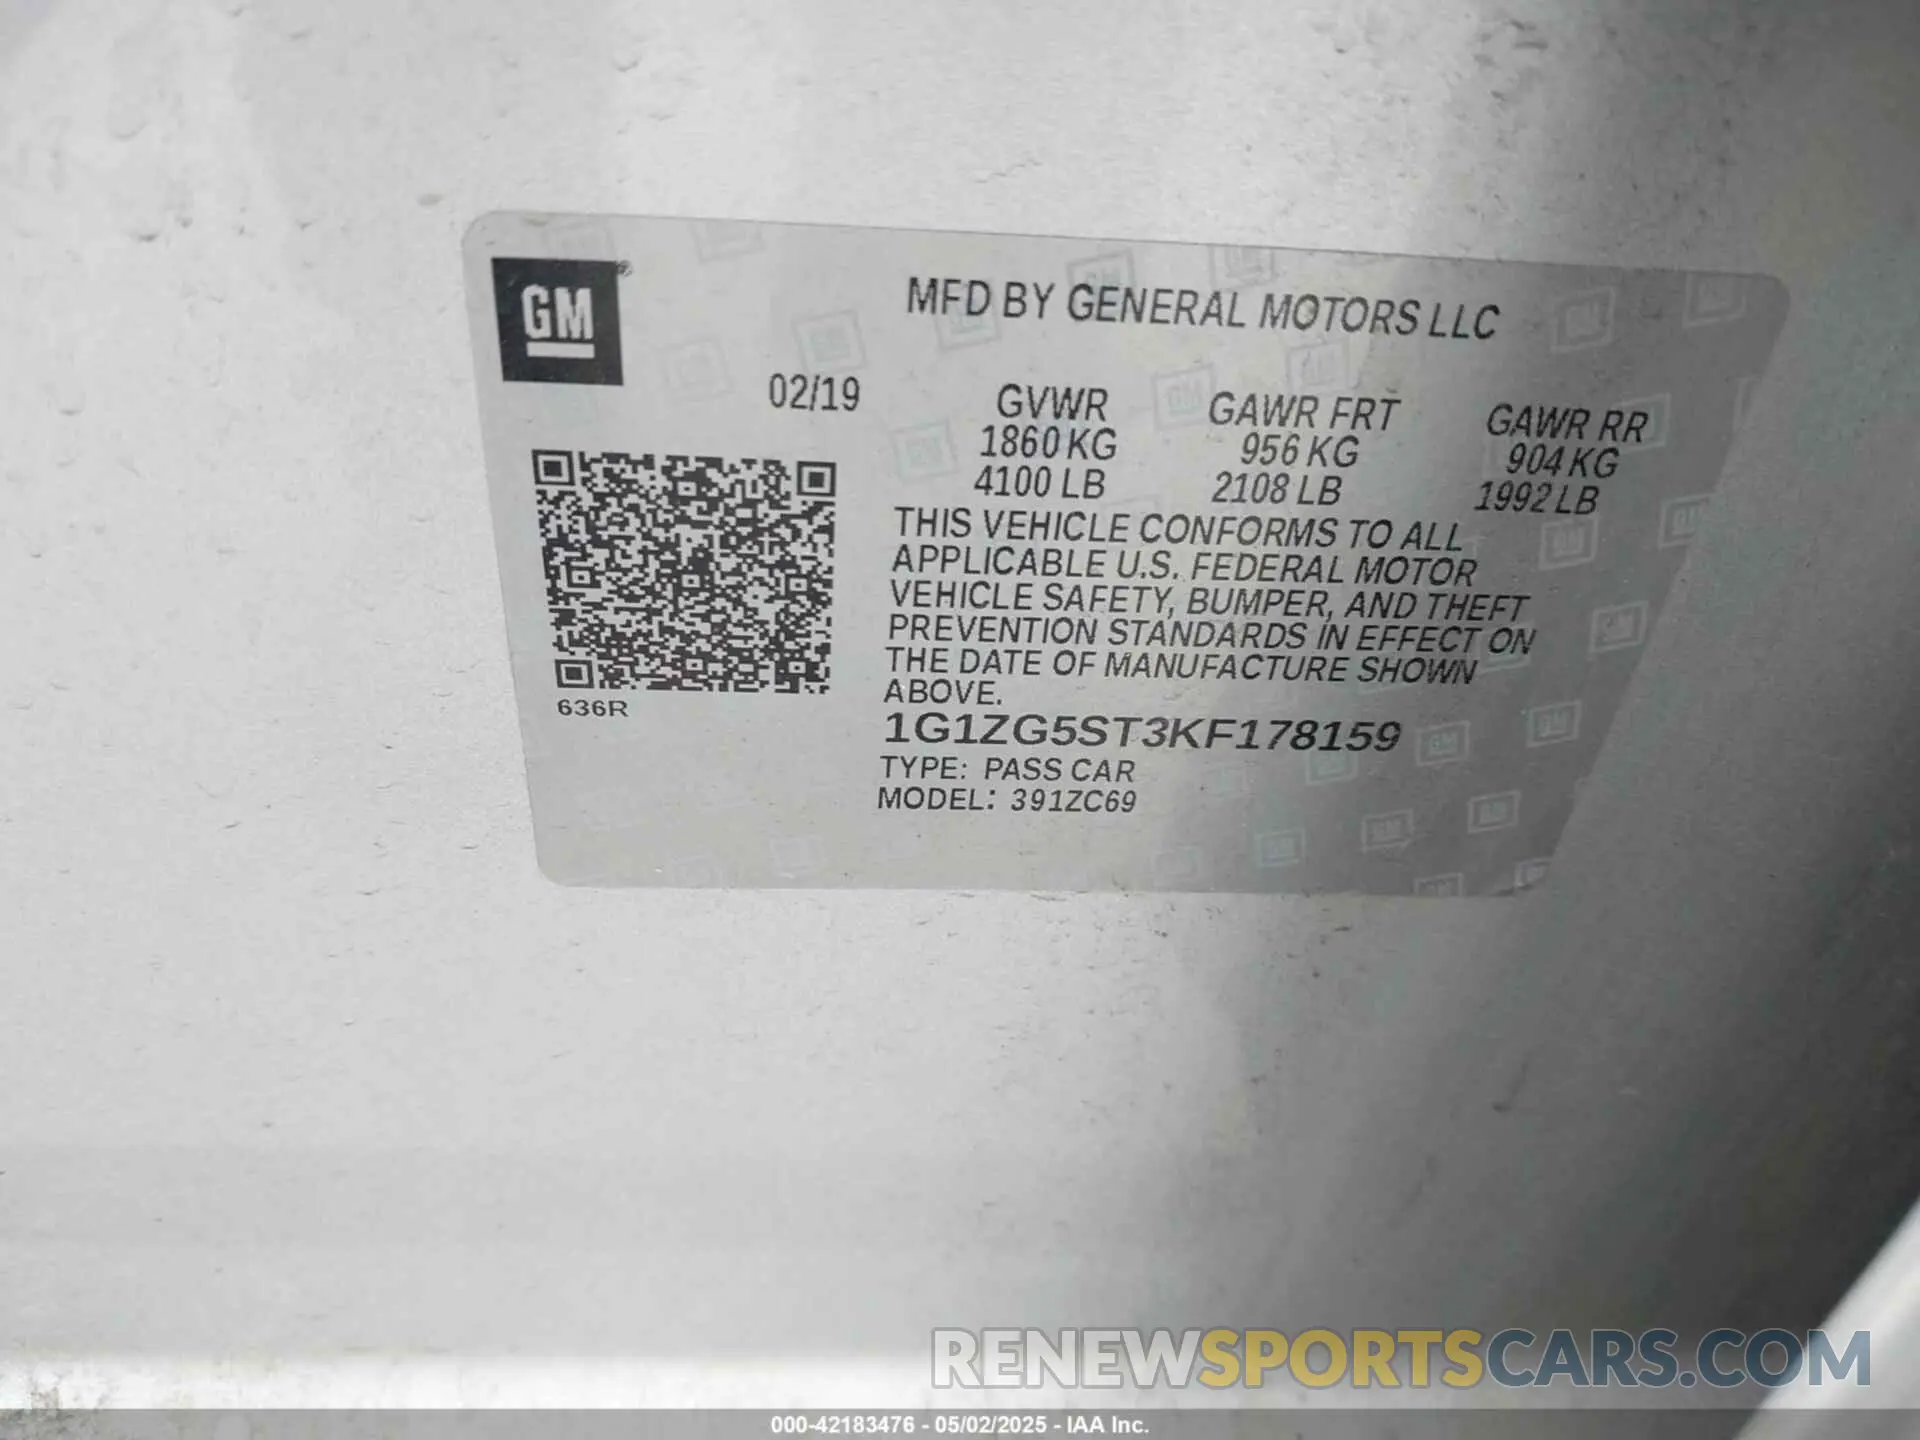 GM®
MFD BY GENERAL MOTORS LLC
02/19
GVWR GAWR FRT GAWR RR
1860 KG 956 KG 904 KG
4100 LB 2108 LB 1992 LB
THIS VEHICLE CONFORMS TO ALL
APPLICABLE U.S. FEDERAL MOTOR
VEHICLE SAFETY, BUMPER, AND THEFT
PREVENTION STANDARDS IN EFFECT ON
THE DATE OF MANUFACTURE SHOWN
ABOVE.
636R
1G1ZG5ST3KF178159
TYPE: PASS CAR
MODEL: 391ZC69
RENEWSPORTSCARS.COM
000-42183476 - 05/02/2025 - IAA Inc.